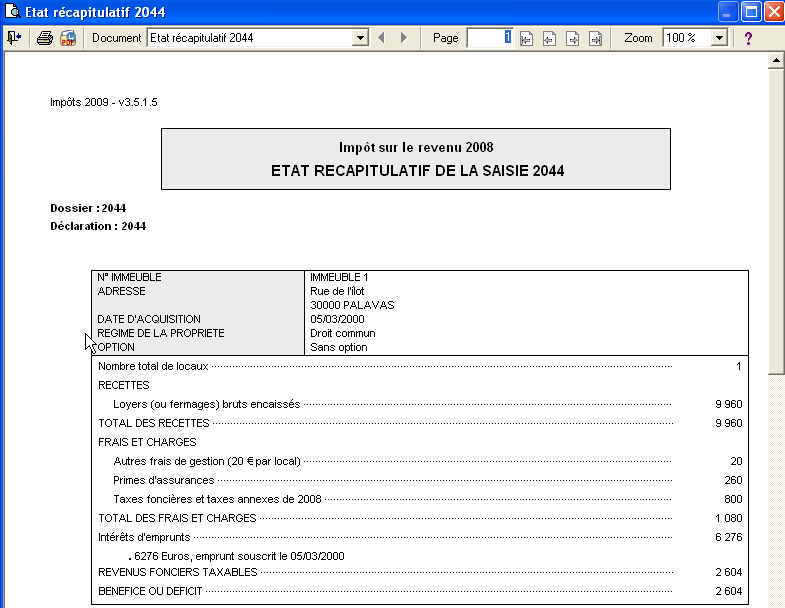 Etat récapitulatif 2044
Document Etat récapitulatif 2044 Page 1 Zoom 100 % ?
Impôts 2009 - v3.5.1.5
Impôt sur le revenu 2008
ETAT RECAPITULATIF DE LA SAISIE 2044
Dossier : 2044
Déclaration : 2044
N° IMMEUBLE IMMEUBLE 1
ADRESSE Rue de l'îlot
30000 PALAVAS
DATE D'ACQUISITION 05/03/2000
REGIME DE LA PROPRIETE Droit commun
OPTION Sans option
Nombre total de locaux 1
RECETTES
Loyers (ou fermages) bruts encaissés 9 960
TOTAL DES RECETTES 9 960
FRAIS ET CHARGES
Autres frais de gestion (20 € par local) 20
Primes d'assurances 260
Taxes foncières et taxes annexes de 2008 800
TOTAL DES FRAIS ET CHARGES 1 080
Intérêts d'emprunts 6 276
. 6276 Euros, emprunt souscrit le 05/03/2000
REVENUS FONCIERS TAXABLES 2 604
BENEFICE OU DEFICIT 2 604